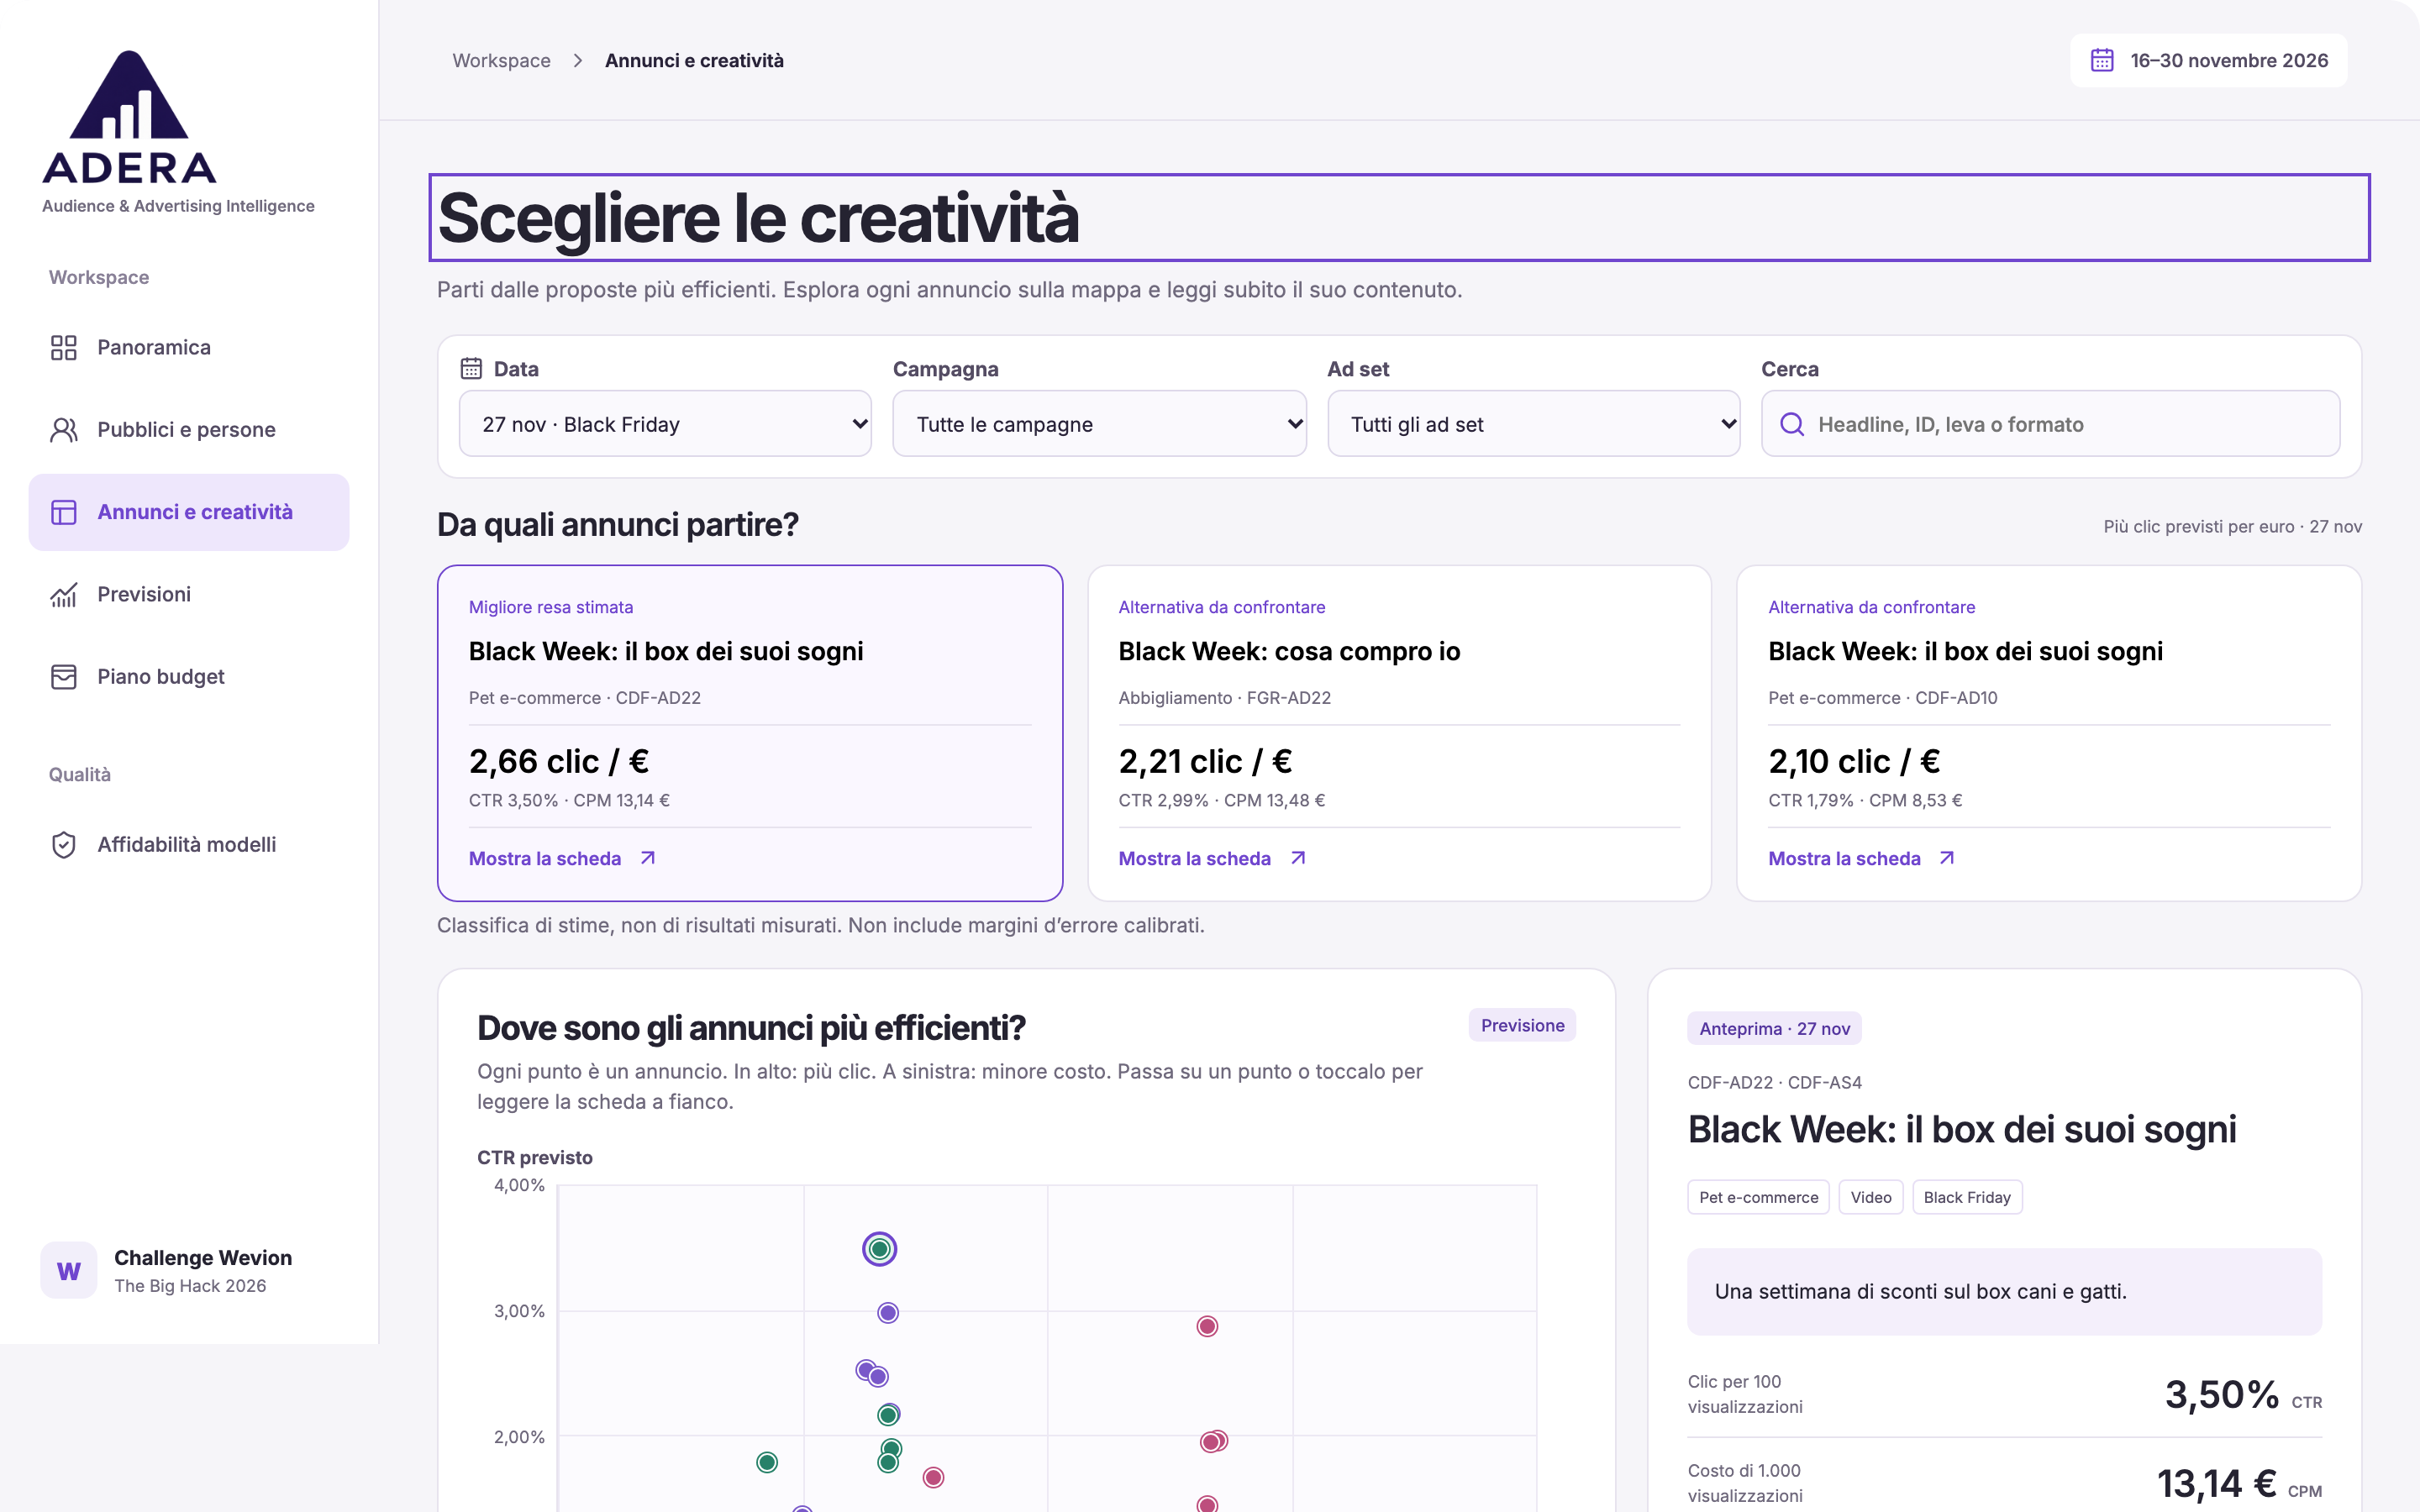 ADERA
Audience & Advertising Intelligence
Workspace
Panoramica
Pubblici e persone
Annunci e creatività
Previsioni
Piano budget
Qualità
Affidabilità modelli
W
Challenge Wevion
The Big Hack 2026
Workspace > Annunci e creatività
16–30 novembre 2026
Scegliere le creatività
Parti dalle proposte più efficienti. Esplora ogni annuncio sulla mappa e leggi subito il suo contenuto.
Data
27 nov · Black Friday
Campagna
Tutte le campagne
Ad set
Tutti gli ad set
Cerca
Headline, ID, leva o formato
Da quali annunci partire?
Più clic previsti per euro · 27 nov
Migliore resa stimata
Black Week: il box dei suoi sogni
Pet e-commerce · CDF-AD22
2,66 clic / €
CTR 3,50% · CPM 13,14 €
Mostra la scheda
Alternativa da confrontare
Black Week: cosa compro io
Abbigliamento · FGR-AD22
2,21 clic / €
CTR 2,99% · CPM 13,48 €
Mostra la scheda
Alternativa da confrontare
Black Week: il box dei suoi sogni
Pet e-commerce · CDF-AD10
2,10 clic / €
CTR 1,79% · CPM 8,53 €
Mostra la scheda
Classifica di stime, non di risultati misurati. Non include margini d’errore calibrati.
Dove sono gli annunci più efficienti?
Previsione
Ogni punto è un annuncio. In alto: più clic. A sinistra: minore costo. Passa su un punto o toccalo per
leggere la scheda a fianco.
CTR previsto
4,00%
3,00%
2,00%
Anteprima · 27 nov
CDF-AD22 · CDF-AS4
Black Week: il box dei suoi sogni
Pet e-commerce
Video
Black Friday
Una settimana di sconti sul box cani e gatti.
Clic per 100
visualizzazioni
3,50% CTR
Costo di 1.000
visualizzazioni
13,14 € CPM